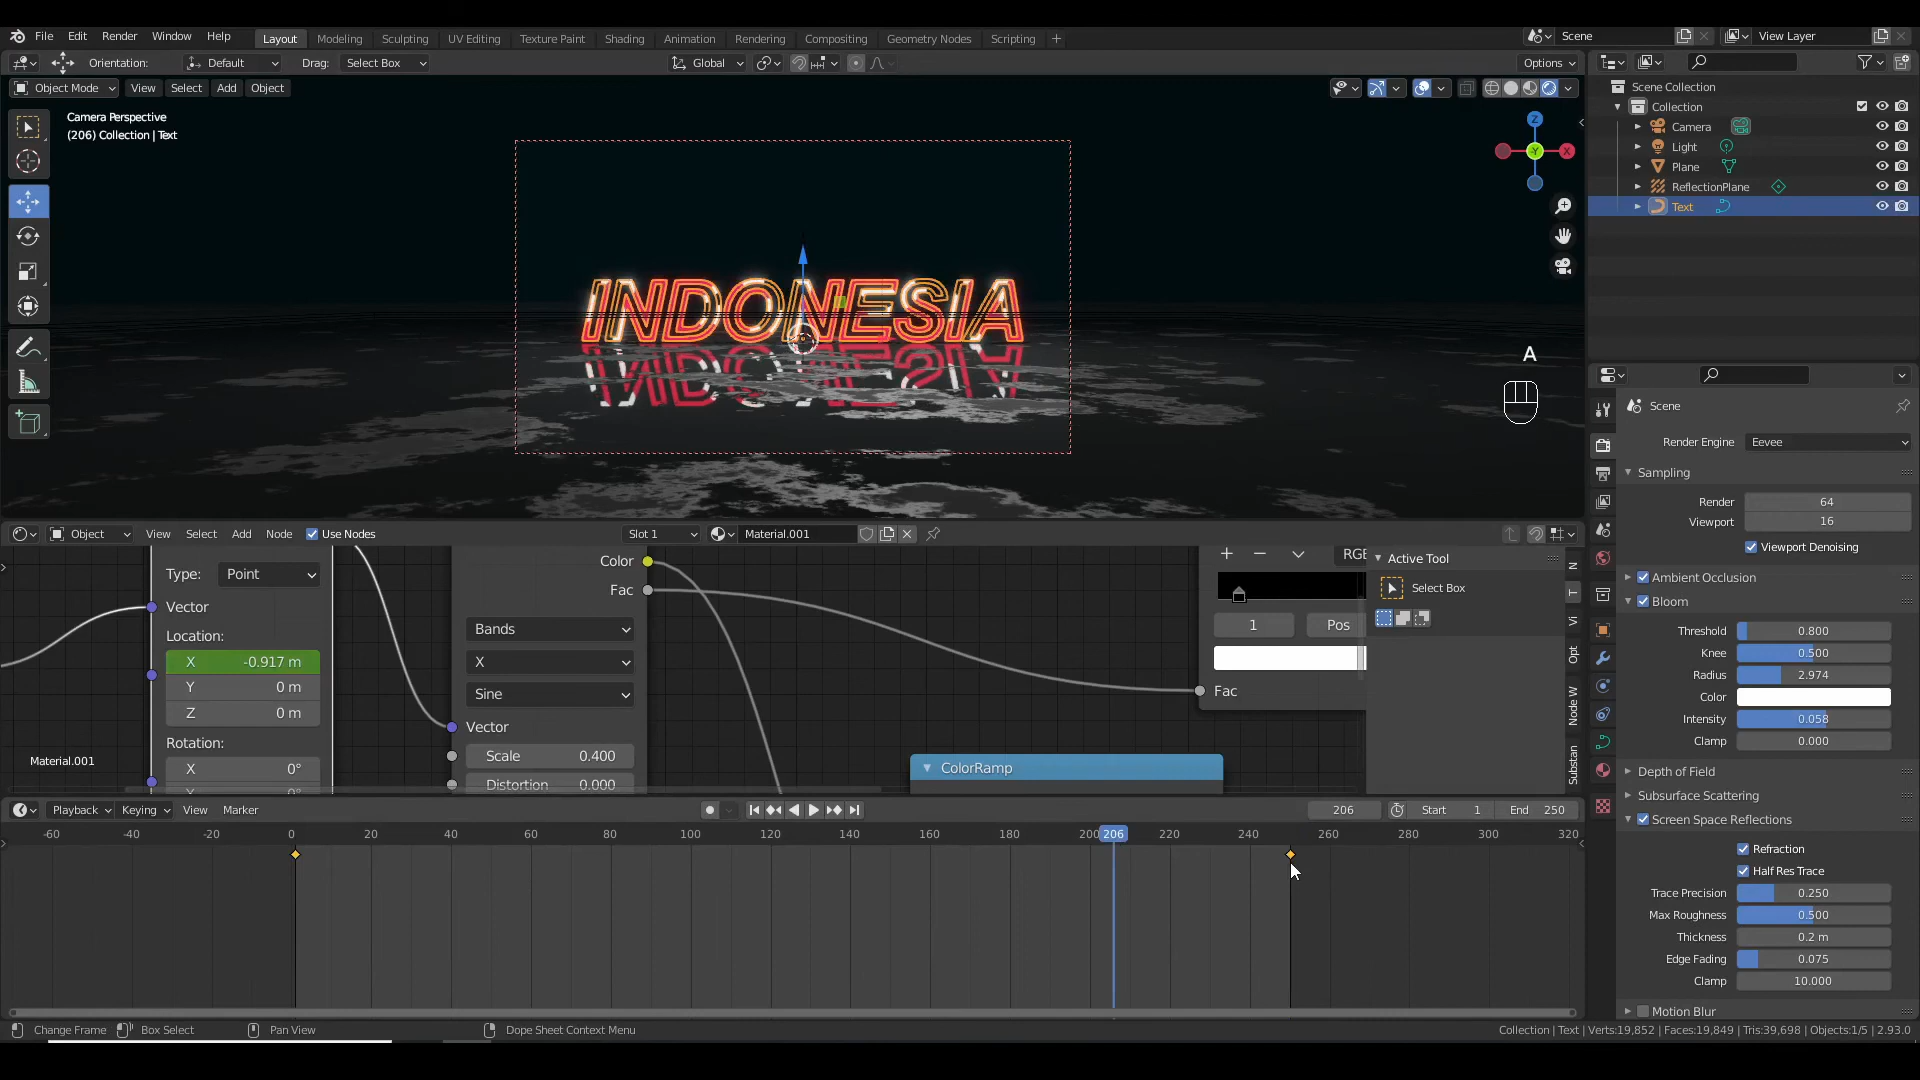 File Edit Render Window Help Layout Modeling Sculpting UV Editing Texture Paint Shading Animation Rendering Compositing Geometry Nodes Scripting + Scene View Layer
Orientation: Default Drag: Select Box Global Options
Object Mode View Select Add Object
Camera Perspective
(206) Collection | Text
Z
X
-Y
INDONESIA
A
Scene Collection
Collection
Camera
Light
Plane
ReflectionPlane
Text
Scene
Render Engine Eevee
Sampling
Render 64
Viewport 16
Viewport Denoising
Ambient Occlusion
Bloom
Threshold 0.800
Knee 0.500
Radius 2.974
Color
Intensity 0.058
Clamp 0.000
Depth of Field
Subsurface Scattering
Screen Space Reflections
Refraction
Half Res Trace
Trace Precision 0.250
Max Roughness 0.500
Thickness 0.2 m
Edge Fading 0.075
Clamp 10.000
Motion Blur
Object View Select Add Node Use Nodes Slot 1 Material.001
Type: Point
Vector
Location:
X -0.917 m
Y 0 m
Z 0 m
Rotation:
X 0°
Material.001
Color
Fac
Bands
X
Sine
Vector
Scale 0.400
Distortion 0.000
+ − RGB
1 Pos
Fac
ColorRamp
Active Tool
Select Box
N
T
Vi
Opt
Node W
Substan
Playback Keying View Marker 206 Start 1 End 250
-60 -40 -20 0 20 40 60 80 100 120 140 160 180 200 206 220 240 260 280 300 320
Change Frame Box Select Pan View Dope Sheet Context Menu Collection | Text | Verts:19,852 | Faces:19,849 | Tris:39,698 | Objects:1/5 | 2.93.0